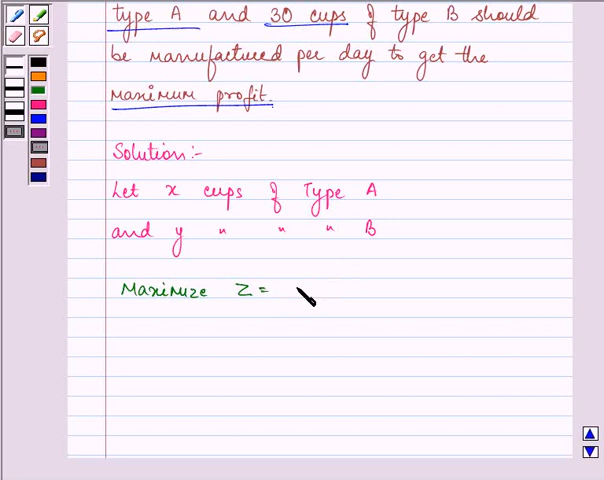 type A and 30 cups of type B should
be manufactured per day to get the
maximum profit.
Solution:-
Let x cups of Type A
and y " " " B
Maximize Z =